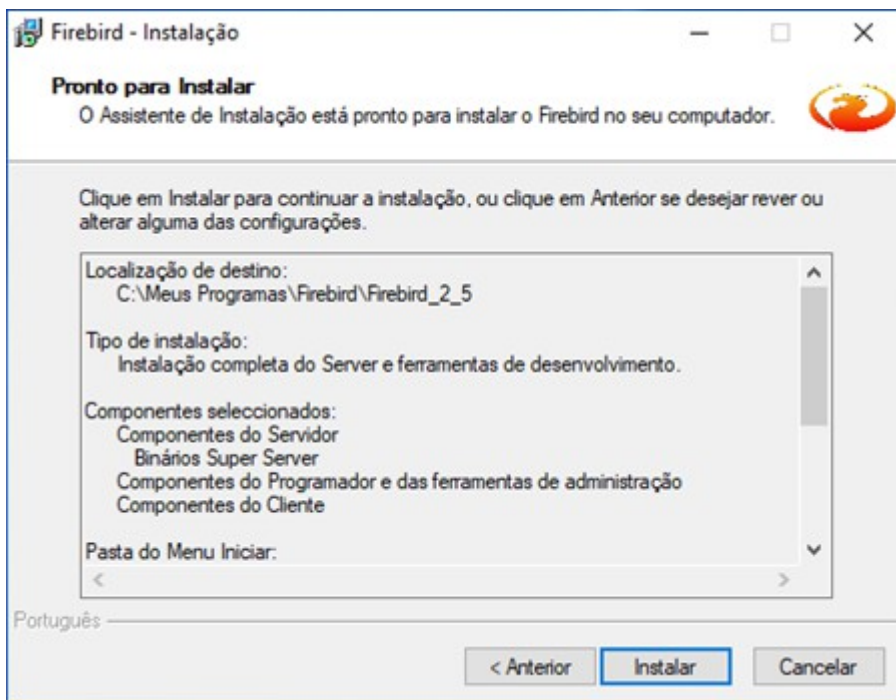 Firebird - Instalação
Pronto para Instalar
O Assistente de Instalação está pronto para instalar o Firebird no seu computador.
Clique em Instalar para continuar a instalação, ou clique em Anterior se desejar rever ou
alterar alguma das configurações.
Localização de destino:
C:\Meus Programas\Firebird\Firebird_2_5
Tipo de instalação:
Instalação completa do Server e ferramentas de desenvolvimento.
Componentes seleccionados:
Componentes do Servidor
Binários Super Server
Componentes do Programador e das ferramentas de administração
Componentes do Cliente
Pasta do Menu Iniciar:
Português
< Anterior
Instalar
Cancelar